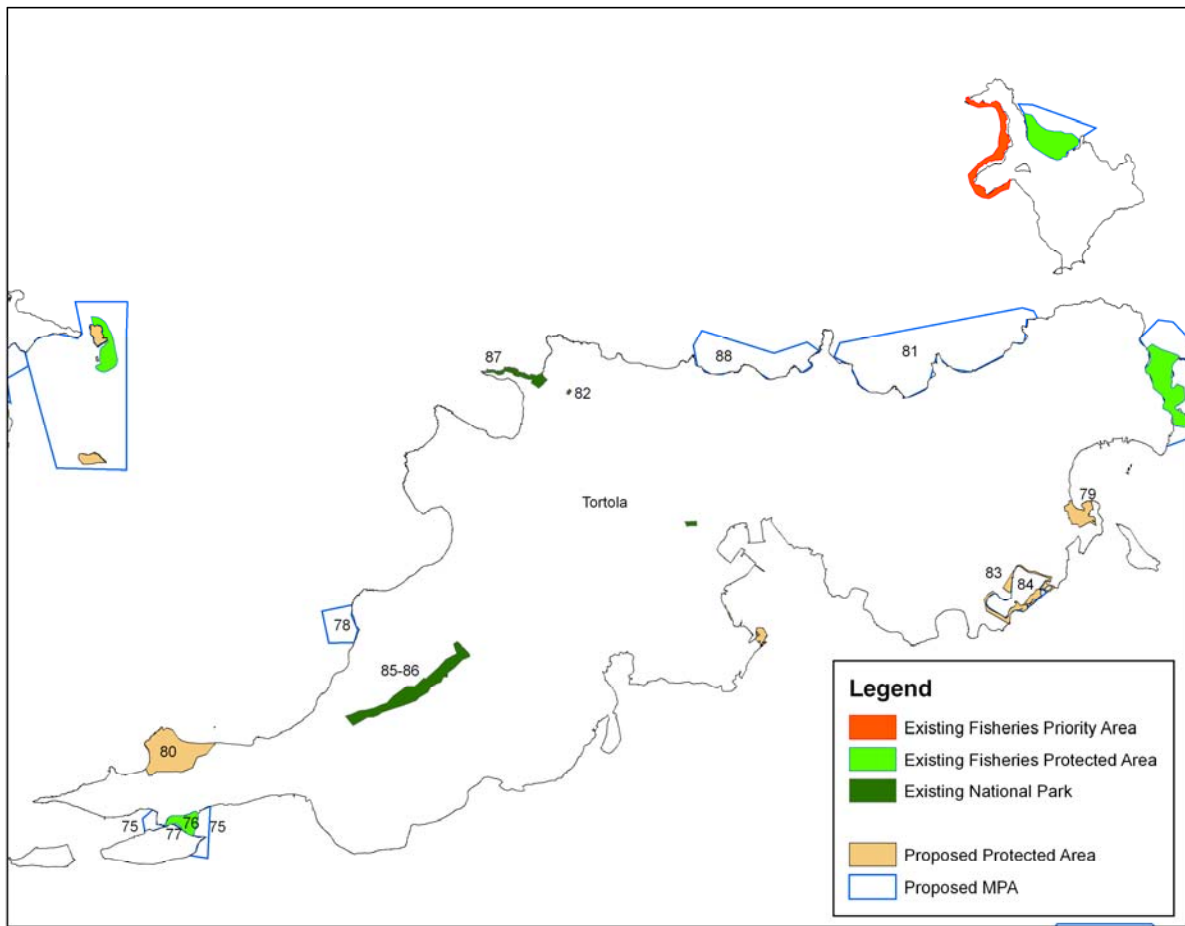 87
82
88
81
Tortola
79
83
84
78
85-86
80
75
76
77
75
Legend
Existing Fisheries Priority Area
Existing Fisheries Protected Area
Existing National Park
Proposed Protected Area
Proposed MPA